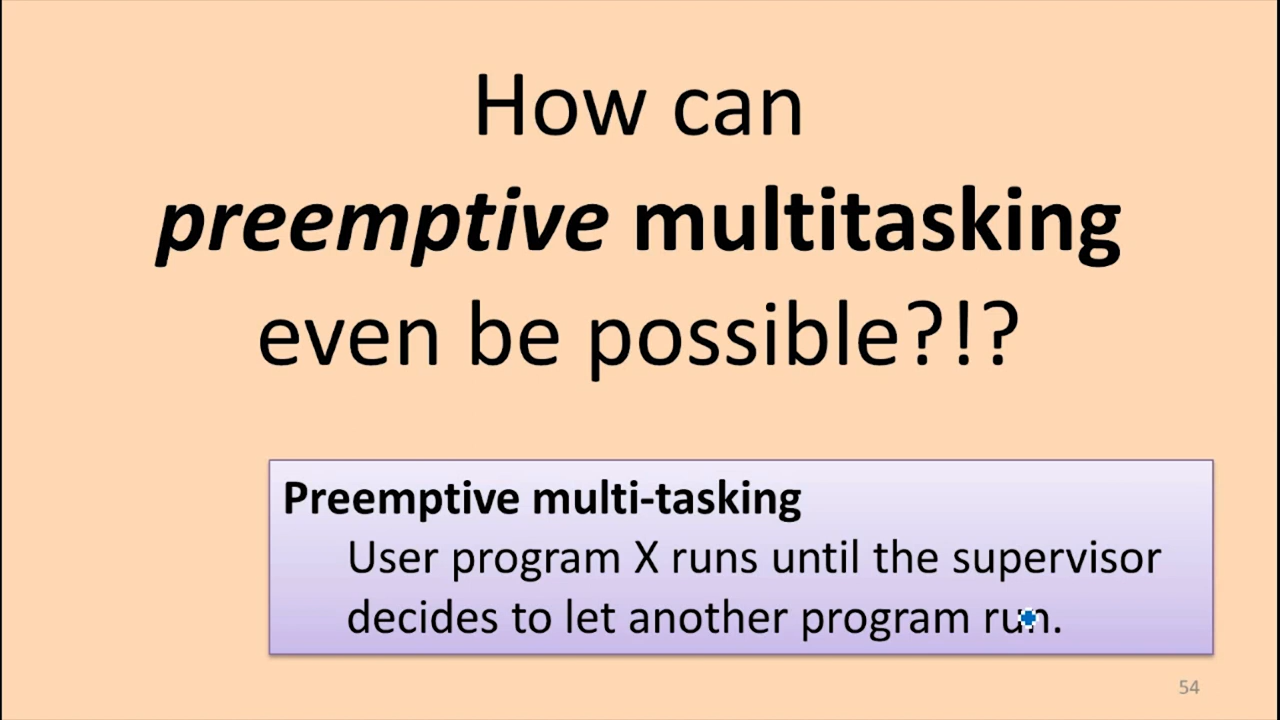 How can
preemptive multitasking
even be possible?!?
Preemptive multi-tasking
User program X runs until the supervisor
decides to let another program run.
54